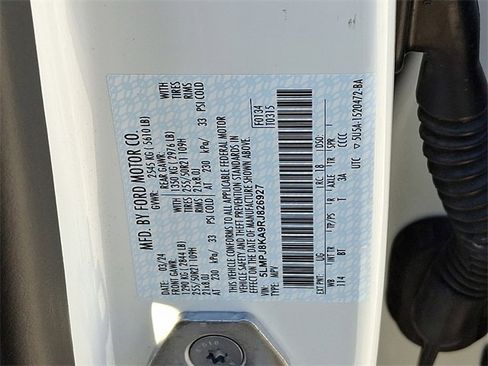 MFD. BY FORD MOTOR CO.
DATE: 03/24 GVWR: 2545 KG ( 5610 LB)
FRONT GAWR: REAR GAWR:
1290 KG ( 2844 LB) WITH 1350 KG ( 2976 LB) WITH
255/50R21 109H TIRES 255/50R21 109H TIRES
21x8.0J RIMS 21x8.0J RIMS
AT 230 kPa/ 33 PSI COLD AT 230 kPa/ 33 PSI COLD
THIS VEHICLE CONFORMS TO ALL APPLICABLE FEDERAL MOTOR
VEHICLE SAFETY AND THEFT PREVENTION STANDARDS IN
EFFECT ON THE DATE OF MANUFACTURE SHOWN ABOVE.
VIN: 5LMPJ8KA9RJ826927 F0134
TYPE: MPV T0315
EXT PNT: UG RC: 18 DSO:
WB BRK INT TR TP/PS R AXLE TR SPR
114 BT T 3A CCCC
UTC ▽ 5U5A-1520472-BA